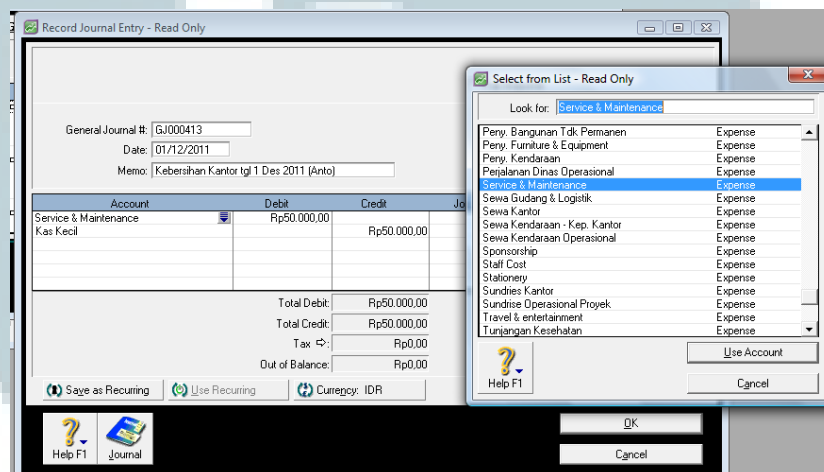 Record Journal Entry - Read Only
General Journal #: GJ000413
Date: 01/12/2011
Memo: Kebersihan Kantor tgl 1 Des 2011 (Anto)
Account Debit Credit Jo
Service & Maintenance Rp50.000,00
Kas Kecil Rp50.000,00
Total Debit: Rp50.000,00
Total Credit: Rp50.000,00
Tax ⇨: Rp0,00
Out of Balance: Rp0,00
Save as Recurring Use Recurring Currency: IDR
Help F1 Journal
OK
Cancel
Select from List - Read Only
Look for: Service & Maintenance
Peny. Bangunan Tdk Permanen Expense
Peny. Furniture & Equipment Expense
Peny. Kendaraan Expense
Perjalanan Dinas Operasional Expense
Service & Maintenance Expense
Sewa Gudang & Logistik Expense
Sewa Kantor Expense
Sewa Kendaraan - Kep. Kantor Expense
Sewa Kendaraan Operasional Expense
Sponsorship Expense
Staff Cost Expense
Stationery Expense
Sundries Kantor Expense
Sundrise Operasional Proyek Expense
Travel & entertainment Expense
Tunjangan Kesehatan Expense
Help F1
Use Account
Cancel